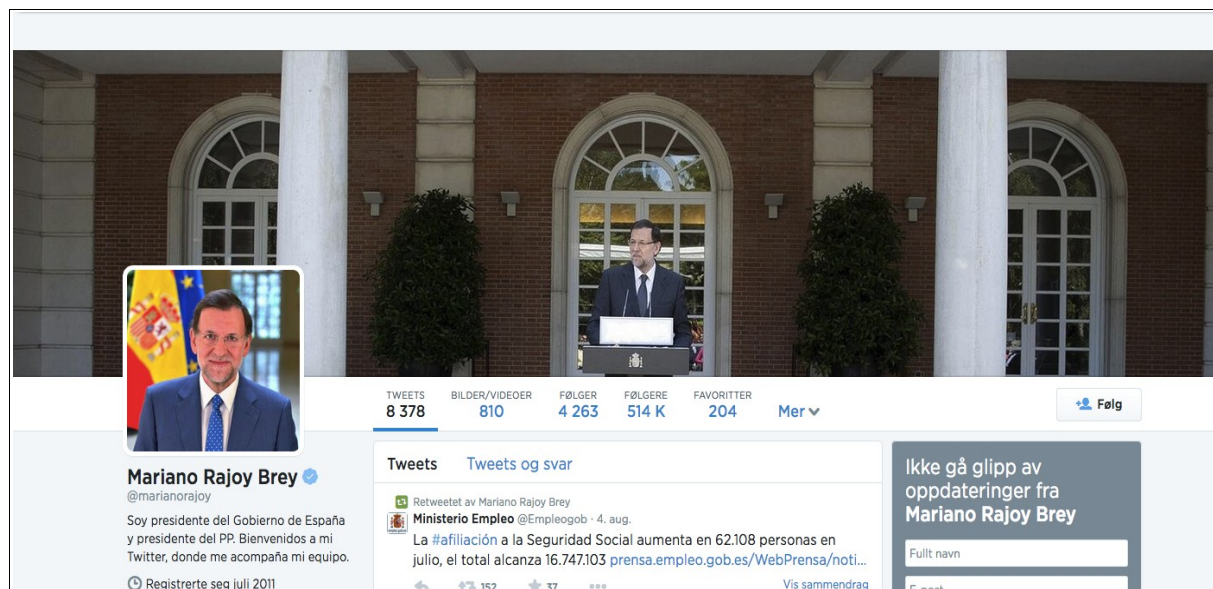 TWEETS
8 378
BILDER/VIDEOER
810
FØLGER
4 263
FØLGERE
514 K
FAVORITTER
204
Mer
Følg
Mariano Rajoy Brey
@marianorajoy
Soy presidente del Gobierno de España
y presidente del PP. Bienvenidos a mi
Twitter, donde me acompaña mi equipo.
Registrerte seg juli 2011
Tweets Tweets og svar
Retweetet av Mariano Rajoy Brey
Ministerio Empleo @Empleogob · 4. aug.
La #afiliación a la Seguridad Social aumenta en 62.108 personas en
julio, el total alcanza 16.747.103 prensa.empleo.gob.es/WebPrensa/noti...
152 37 Vis sammendrag
Ikke gå glipp av
oppdateringer fra
Mariano Rajoy Brey
Fullt navn
E-post